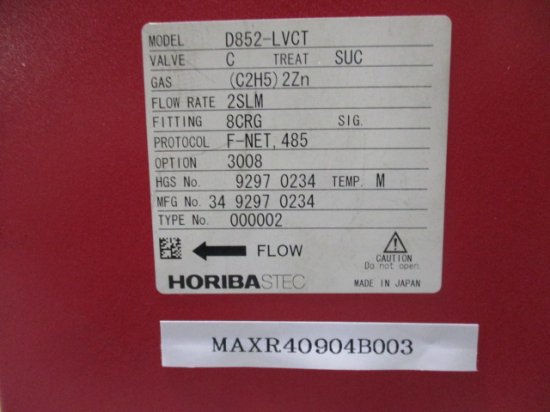 MODEL D852-LVCT
VALVE C TREAT SUC
GAS (C2H5)2Zn
FLOW RATE 2SLM
FITTING 8CRG SIG.
PROTOCOL F-NET, 485
OPTION 3008
HGS No. 9297 0234 TEMP. M
MFG No. 34 9297 0234
TYPE No. 000002
FLOW
CAUTION
Do not open.
HORIBASTEC MADE IN JAPAN
MAXR40904B003